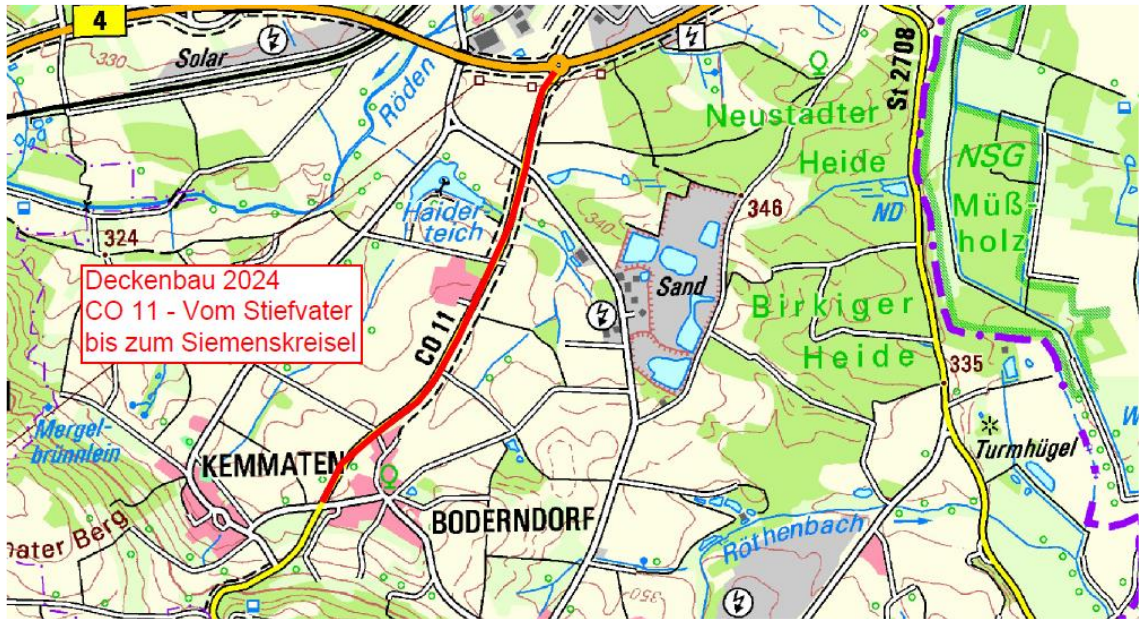 4
330
Solar
Röden
St 2708
Neustadter
Heide
NSG
Müß-
holz
ND
Haider-
teich
340
346
324
Sand
Deckenbau 2024
CO 11 - Vom Stiefvater
bis zum Siemenskreisel
CO 11
Birkiger
Heide
335
Mergel-
brünnlein
KEMMATEN
Turmhügel
W
BODERNDORF
nater Berg
Röthenbach
350
350